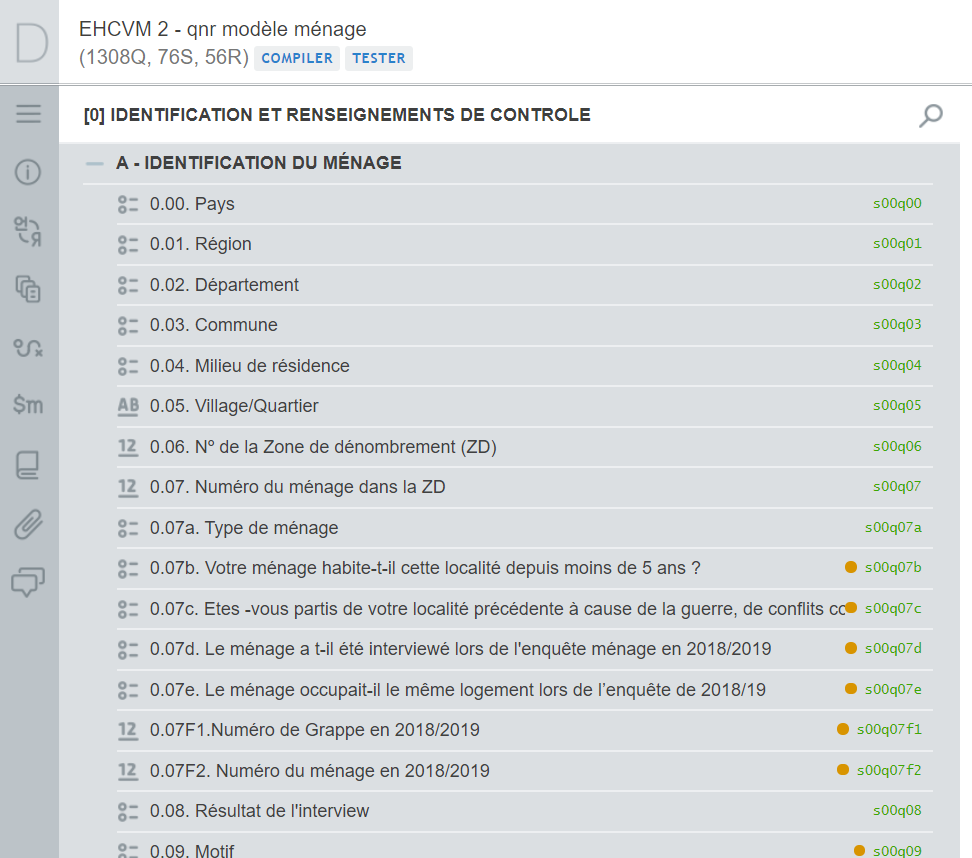 D
EHCVM 2 - qnr modèle ménage
(1308Q, 76S, 56R) COMPILER TESTER
[0] IDENTIFICATION ET RENSEIGNEMENTS DE CONTROLE
A - IDENTIFICATION DU MÉNAGE
0.00. Pays s00q00
0.01. Région s00q01
0.02. Département s00q02
0.03. Commune s00q03
0.04. Milieu de résidence s00q04
AB 0.05. Village/Quartier s00q05
12 0.06. Nº de la Zone de dénombrement (ZD) s00q06
12 0.07. Numéro du ménage dans la ZD s00q07
0.07a. Type de ménage s00q07a
0.07b. Votre ménage habite-t-il cette localité depuis moins de 5 ans ? s00q07b
0.07c. Etes -vous partis de votre localité précédente à cause de la guerre, de conflits co s00q07c
0.07d. Le ménage a t-il été interviewé lors de l'enquête ménage en 2018/2019 s00q07d
0.07e. Le ménage occupait-il le même logement lors de l’enquête de 2018/19 s00q07e
12 0.07F1.Numéro de Grappe en 2018/2019 s00q07f1
12 0.07F2. Numéro du ménage en 2018/2019 s00q07f2
0.08. Résultat de l'interview s00q08
0.09. Motif s00q09
$m